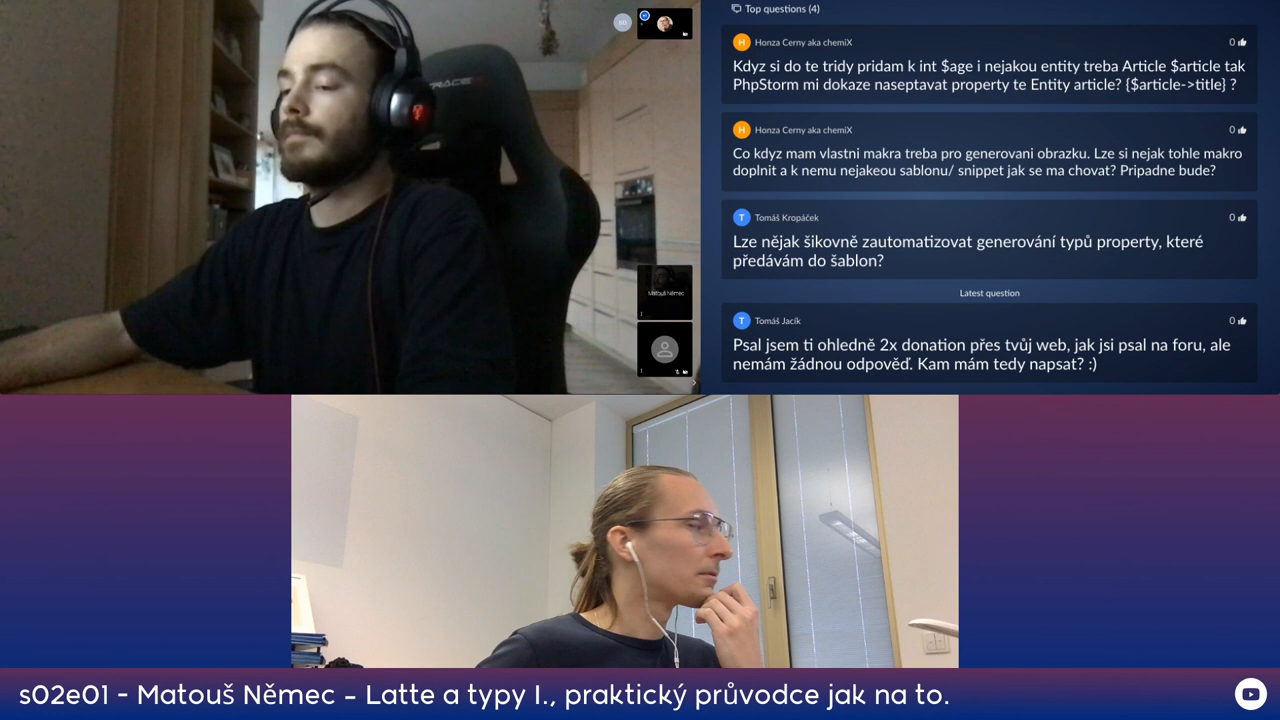 Top questions (4)
H Honza Cerny aka chemiX 0
Kdyz si do te tridy pridam k int $age i nejakou entity treba Article $article tak
PhpStorm mi dokaze naseptavat property te Entity article? {$article->title} ?
H Honza Cerny aka chemiX 0
Co kdyz mam vlastni makra treba pro generovani obrazku. Lze si nejak tohle makro
doplnit a k nemu nejakeou sablonu/ snippet jak se ma chovat? Pripadne bude?
T Tomáš Kropáček 0
Lze nějak šikovně zautomatizovat generování typů property, které
předávám do šablon?
Latest question
T Tomáš Jacík 0
Psal jsem ti ohledně 2x donation přes tvůj web, jak jsi psal na foru, ale
nemám žádnou odpověď. Kam mám tedy napsat? :)
Matouš Němec
s02e01 - Matouš Němec - Latte a typy I., praktický průvodce jak na to.